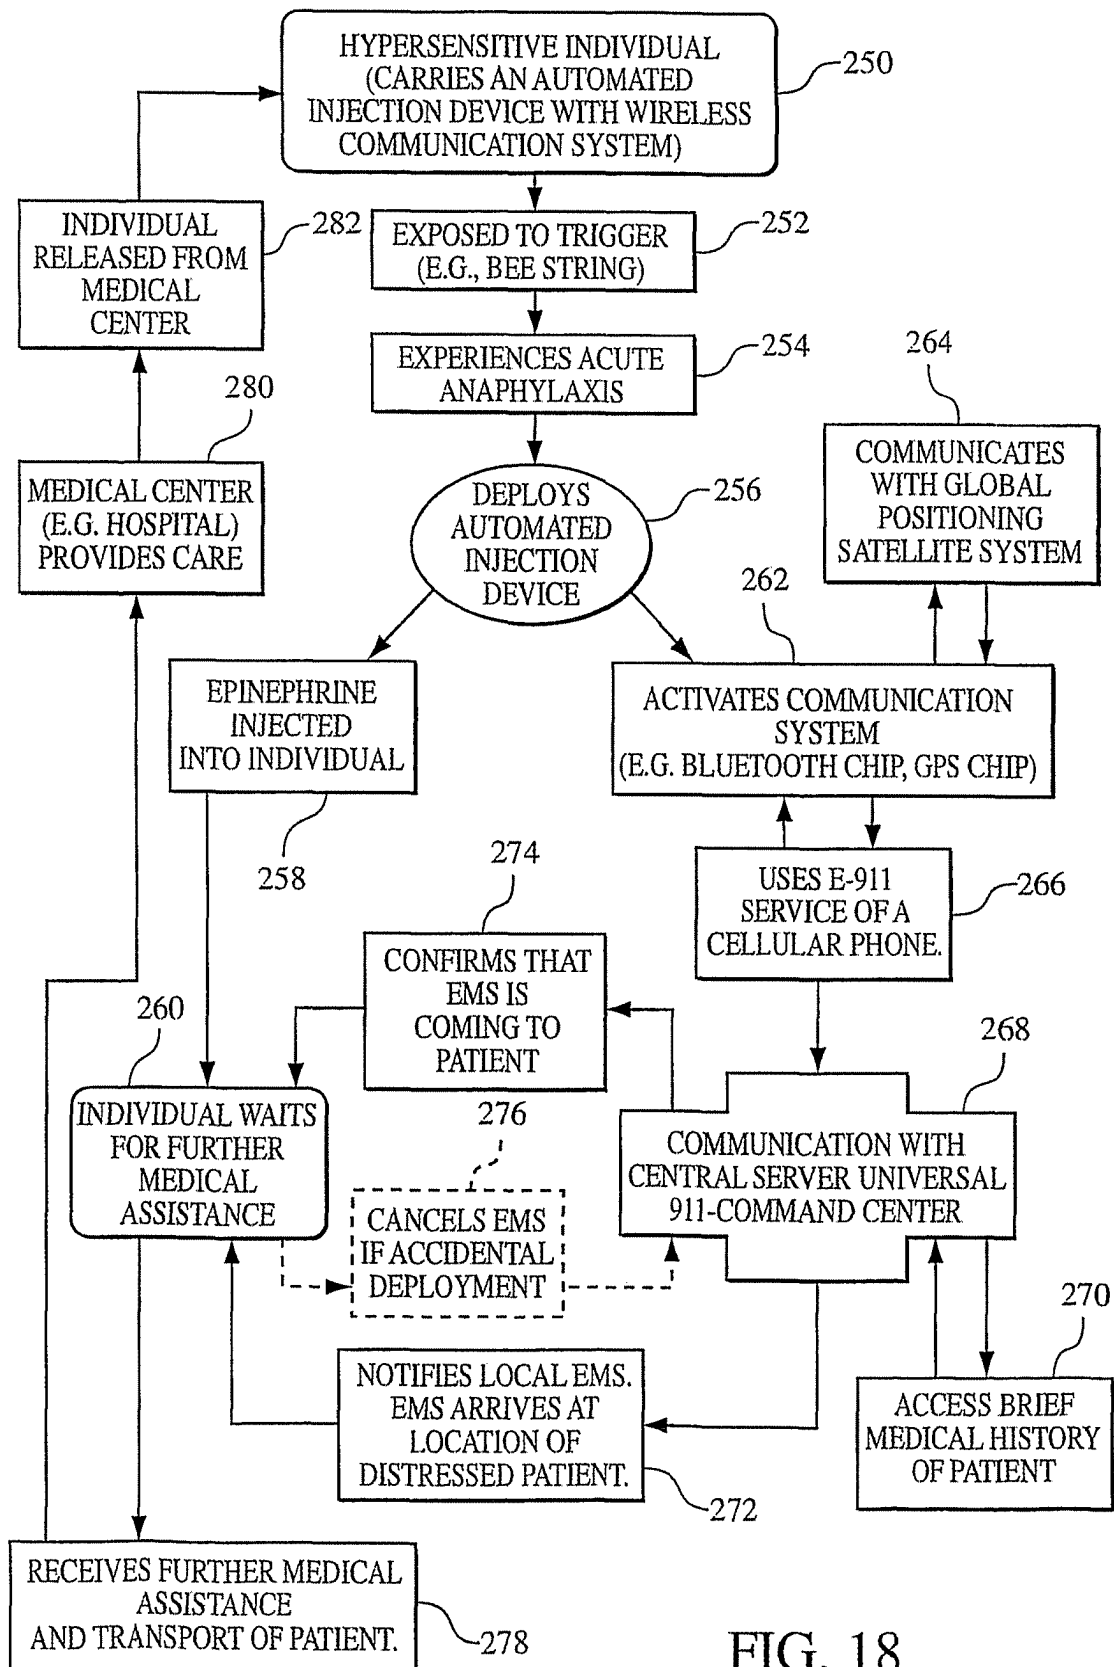 HYPERSENSITIVE INDIVIDUAL
(CARRIES AN AUTOMATED
INJECTION DEVICE WITH WIRELESS
COMMUNICATION SYSTEM)
250
INDIVIDUAL
RELEASED FROM
MEDICAL
CENTER
282
EXPOSED TO TRIGGER
(E.G., BEE STRING)
252
EXPERIENCES ACUTE
ANAPHYLAXIS
254
264
COMMUNICATES
WITH GLOBAL
POSITIONING
SATELLITE SYSTEM
280
MEDICAL CENTER
(E.G. HOSPITAL)
PROVIDES CARE
DEPLOYS
AUTOMATED
INJECTION
DEVICE
256
262
ACTIVATES COMMUNICATION
SYSTEM
(E.G. BLUETOOTH CHIP, GPS CHIP)
EPINEPHRINE
INJECTED
INTO INDIVIDUAL
258
USES E-911
SERVICE OF A
CELLULAR PHONE.
266
274
CONFIRMS THAT
EMS IS
COMING TO
PATIENT
260
INDIVIDUAL WAITS
FOR FURTHER
MEDICAL
ASSISTANCE
276
CANCELS EMS
IF ACCIDENTAL
DEPLOYMENT
268
COMMUNICATION WITH
CENTRAL SERVER UNIVERSAL
911-COMMAND CENTER
270
ACCESS BRIEF
MEDICAL HISTORY
OF PATIENT
NOTIFIES LOCAL EMS.
EMS ARRIVES AT
LOCATION OF
DISTRESSED PATIENT.
272
RECEIVES FURTHER MEDICAL
ASSISTANCE
AND TRANSPORT OF PATIENT.
278
FIG. 18